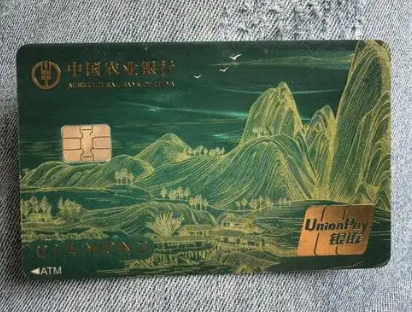 中国农业银行
AGRICULTURAL BANK OF CHINA
UnionPay
银联
ATM